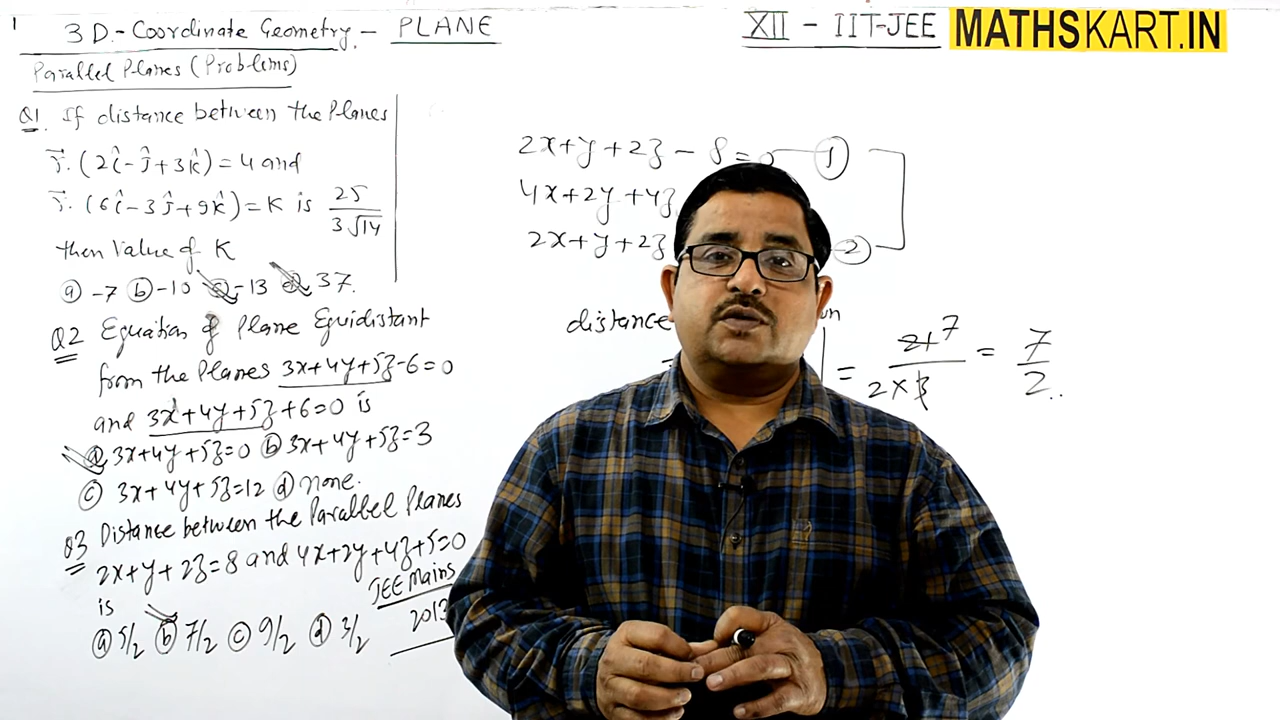 1
3D.- Coordinate Geometry.- PLANE
XII - IIT-JEE MATHSKART.IN
Parallel Planes (Problems)
Q1. If distance between the Planes
r⃗.(2î-ĵ+3k̂)=4 and
r⃗.(6î-3ĵ+9k̂)=K is 25/3√14
then Value of K
(a) -7 (b) -10 (c) -13 (d) 37.
Q2 Equation of Plane Equidistant
from the Planes 3x+4y+5z-6=0
and 3x+4y+5z+6=0 is
(a) 3x+4y+5z=0 (b) 3x+4y+5z=3
(c) 3x+4y+5z=12 (d) none.
Q3 Distance between the Parallel Planes
2x+y+2z=8 and 4x+2y+4z+5=0
is
JEE Mains
2013
(a) 5/2 (b) 7/2 (c) 9/2 (d) 3/2
2x+y+2z-8=0 (1)
4x+2y+4z
2x+y+2z (2)
distance
= = 21 7/2×3 = 7/2..